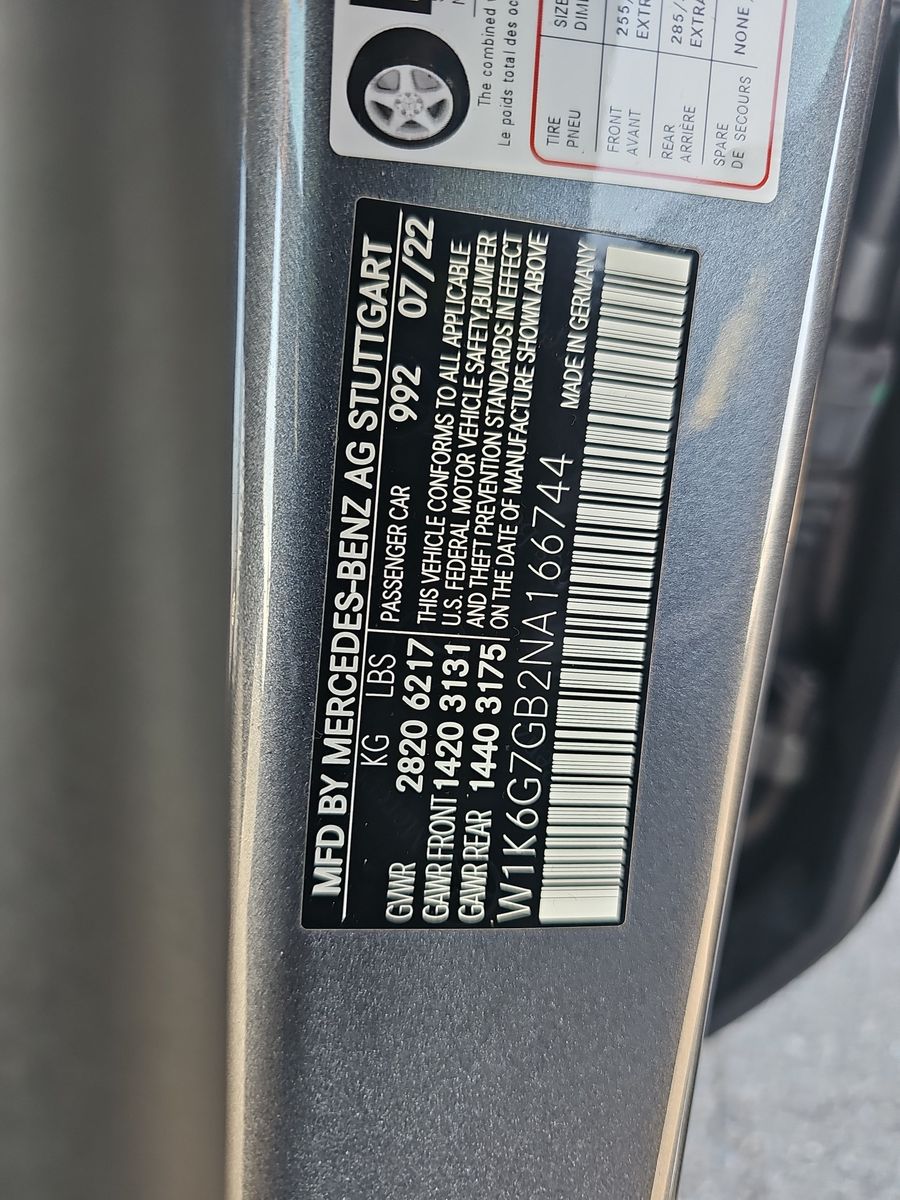 MFD BY MERCEDES-BENZ AG STUTTGART
KG LBS PASSENGER CAR 992 07/22
GVWR 2820 6217
GAWR FRONT 1420 3131
GAWR REAR 1440 3175
THIS VEHICLE CONFORMS TO ALL APPLICABLE
U.S. FEDERAL MOTOR VEHICLE SAFETY,BUMPER
AND THEFT PREVENTION STANDARDS IN EFFECT
ON THE DATE OF MANUFACTURE SHOWN ABOVE
W1K6G7GB2NA166744 MADE IN GERMANY
The combined
Le poids total des
TIRE SIZE
PNEU
FRONT 255/
AVANT EXTR
REAR 285/
ARRIÈRE EXTRA
SPARE NONE
DE SECOURS